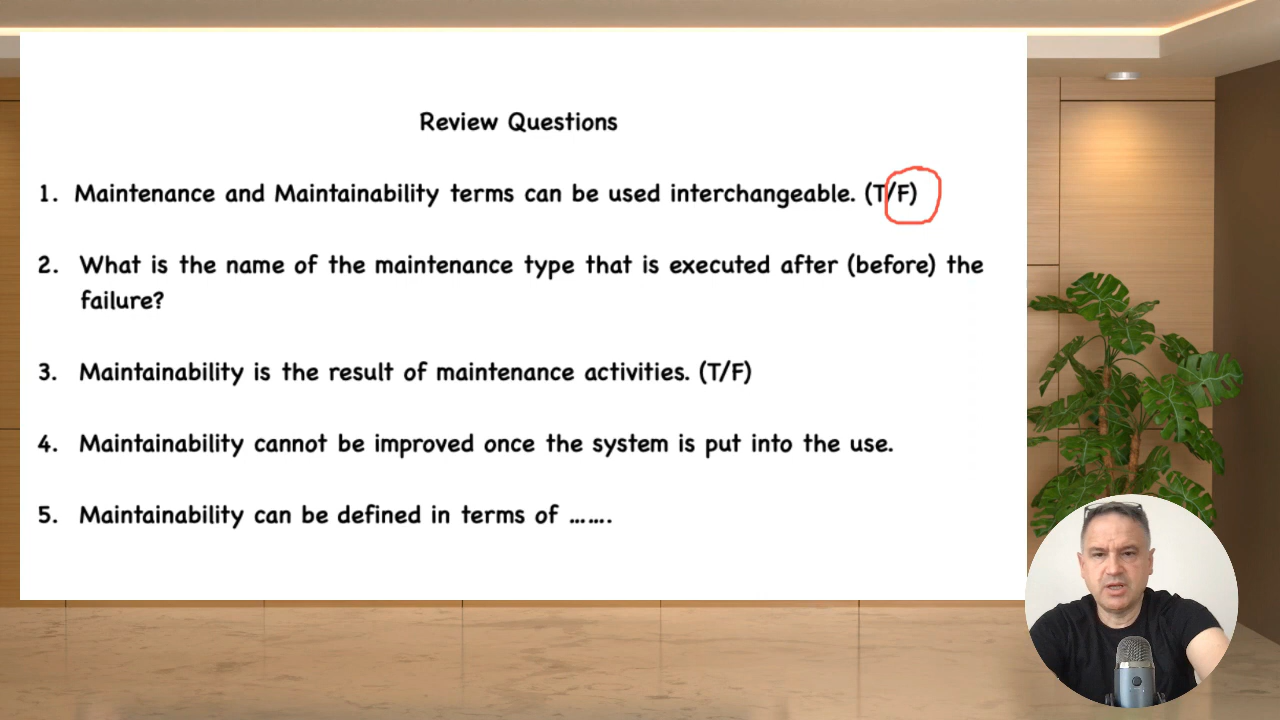 Review Questions
1. Maintenance and Maintainability terms can be used interchangeable. (T/F)
2. What is the name of the maintenance type that is executed after (before) the
failure?
3. Maintainability is the result of maintenance activities. (T/F)
4. Maintainability cannot be improved once the system is put into the use.
5. Maintainability can be defined in terms of .......